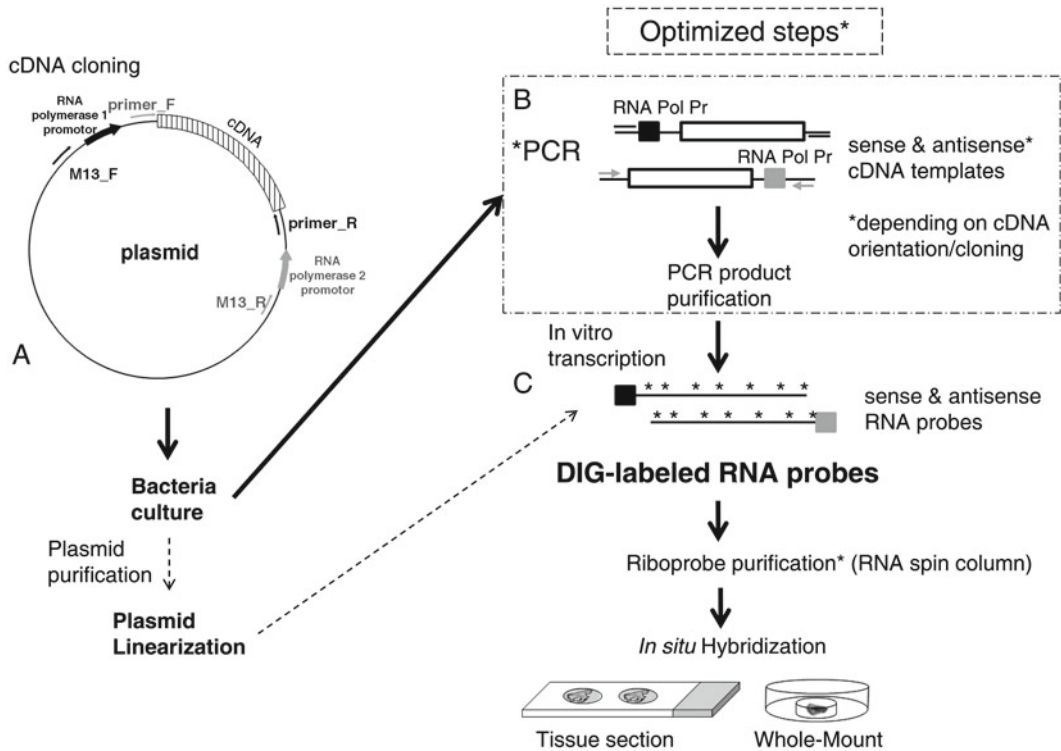 Optimized steps*
cDNA cloning
RNA
polymerase 1
promotor
primer_F
cDNA
M13_F
primer_R
plasmid
RNA
polymerase 2
promotor
M13_R
A
Bacteria
culture
Plasmid
purification
Plasmid
Linearization
B
RNA Pol Pr
*PCR
RNA Pol Pr
sense & antisense*
cDNA templates
*depending on cDNA
orientation/cloning
PCR product
purification
In vitro
transcription
C
* * * * * * *
* * * * * * *
sense & antisense
RNA probes
DIG-labeled RNA probes
Riboprobe purification* (RNA spin column)
In situ Hybridization
Tissue section
Whole-Mount